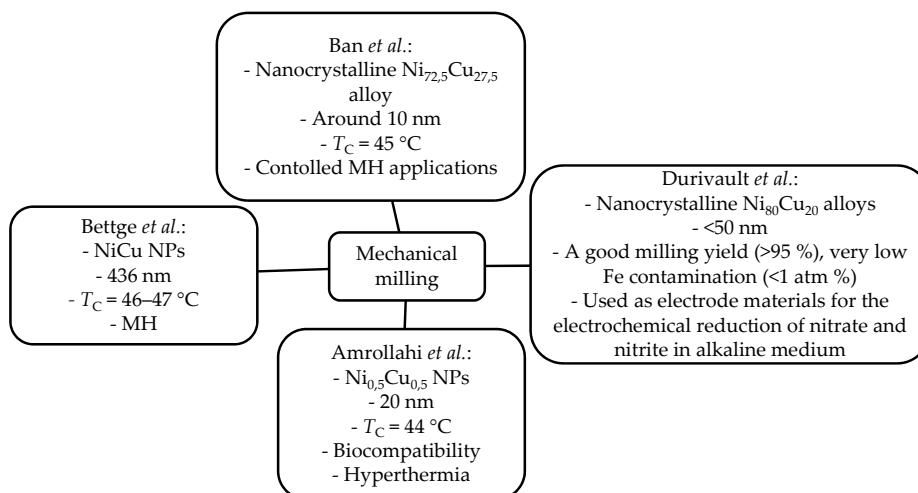 Ban et al.:
- Nanocrystalline Ni72,5Cu27,5
alloy
- Around 10 nm
- TC = 45 °C
- Contolled MH applications
Durivault et al.:
- Nanocrystalline Ni80Cu20 alloys
- <50 nm
- A good milling yield (>95 %), very low
Fe contamination (<1 atm %)
- Used as electrode materials for the
electrochemical reduction of nitrate and
nitrite in alkaline medium
Bettge et al.:
- NiCu NPs
- 436 nm
- TC = 46–47 °C
- MH
Mechanical
milling
Amrollahi et al.:
- Ni0,5Cu0,5 NPs
- 20 nm
- TC = 44 °C
- Biocompatibility
- Hyperthermia